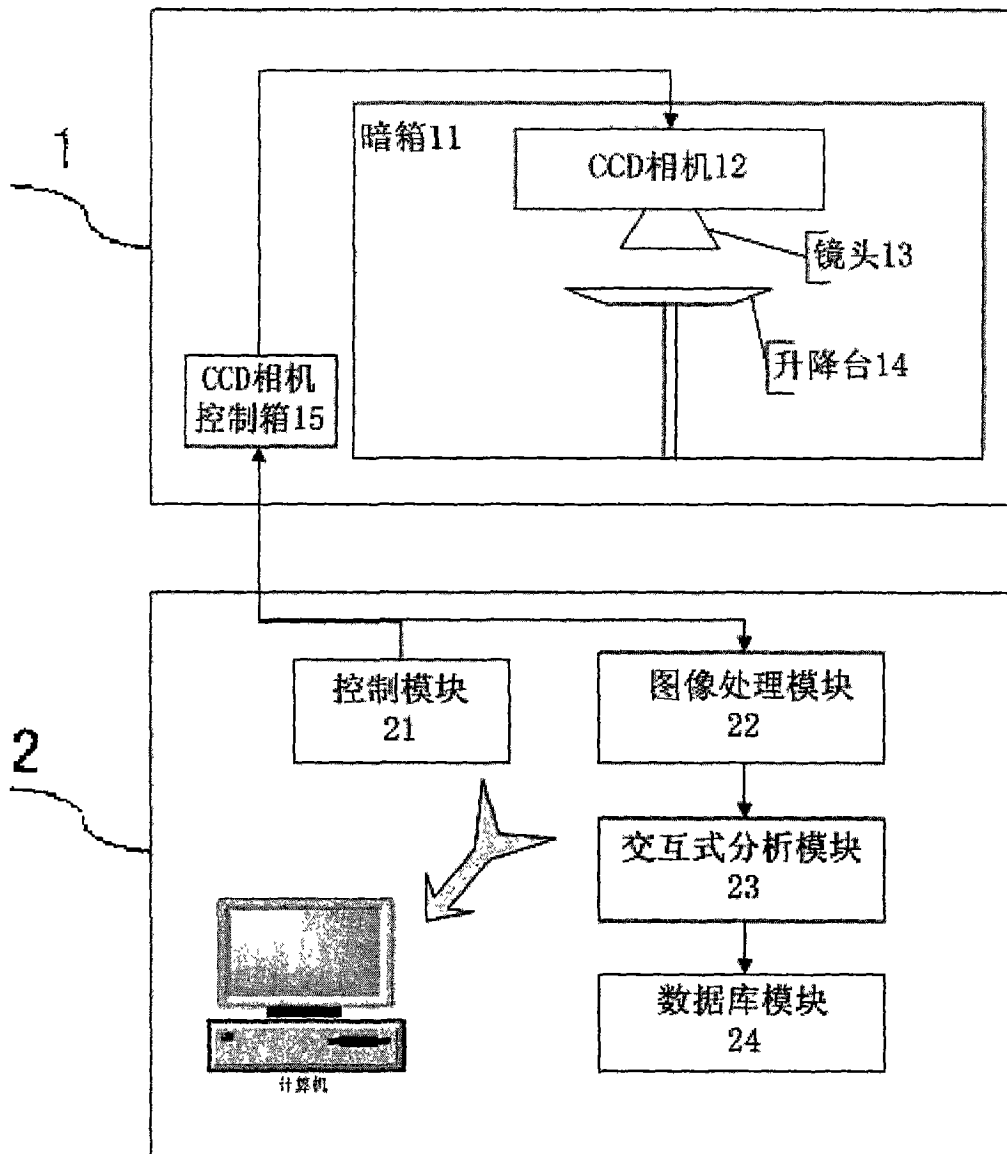 1
暗箱11
CCD相机12
镜头13
升降台14
CCD相机
控制箱15
2
控制模块
21
图像处理模块
22
交互式分析模块
23
数据库模块
24
计算机